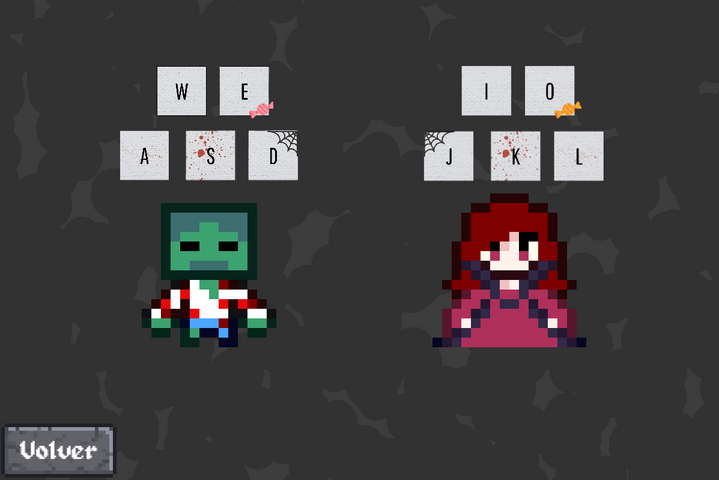 W E I O
A S D J K L
Volver